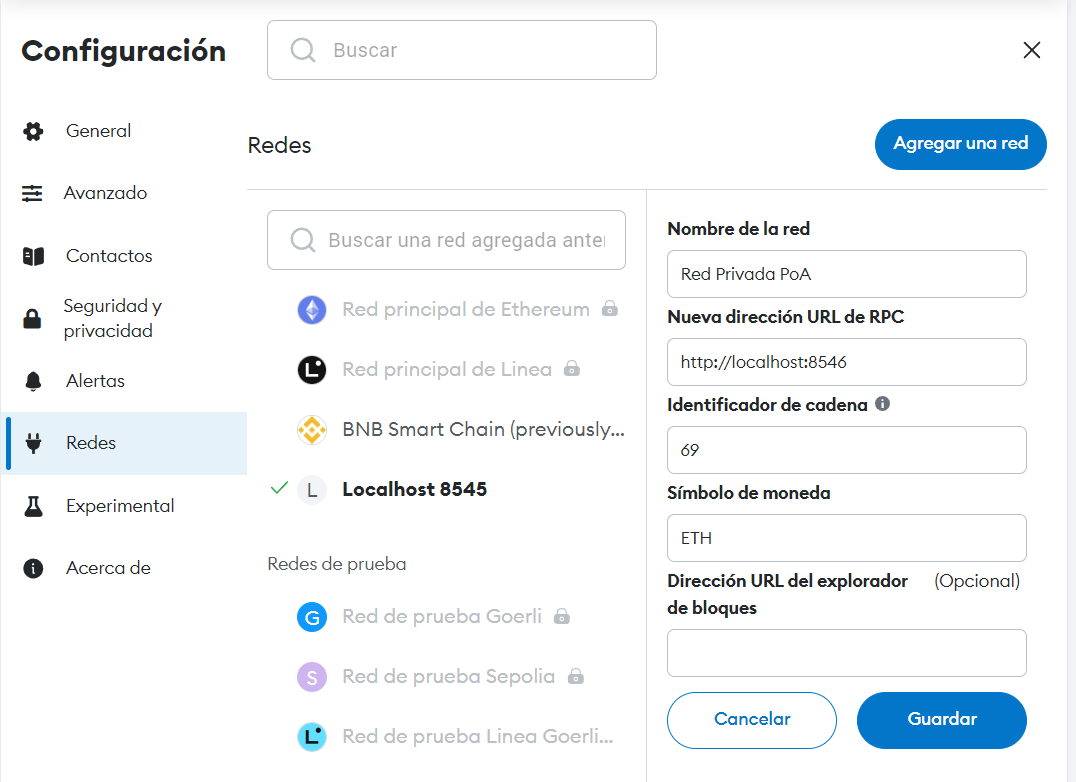 Configuración
Buscar
General
Avanzado
Contactos
Seguridad y
privacidad
Alertas
Redes
Experimental
Acerca de
Redes
Agregar una red
Buscar una red agregada anter
Red principal de Ethereum
L
Red principal de Linea
BNB Smart Chain (previously...
L
Localhost 8545
Redes de prueba
G
Red de prueba Goerli
S
Red de prueba Sepolia
L
Red de prueba Linea Goerli...
Nombre de la red
Red Privada PoA
Nueva dirección URL de RPC
http://localhost:8546
Identificador de cadena
69
Símbolo de moneda
ETH
Dirección URL del explorador (Opcional)
de bloques
Cancelar
Guardar